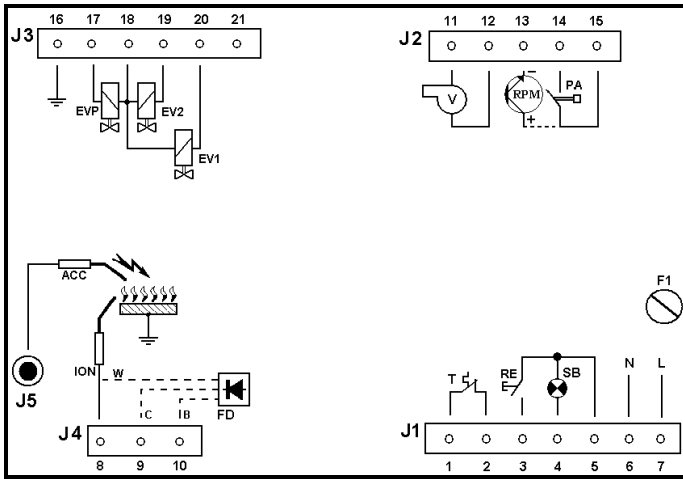 16 17 18 19 20 21
J3
EVP EV2
EV1
11 12 13 14 15
J2
V
−
RPM
+
PA
ACC
J5
ION
W
C
B
FD
J4
8 9 10
F1
T
RE
SB
N
L
J1
1 2 3 4 5 6 7